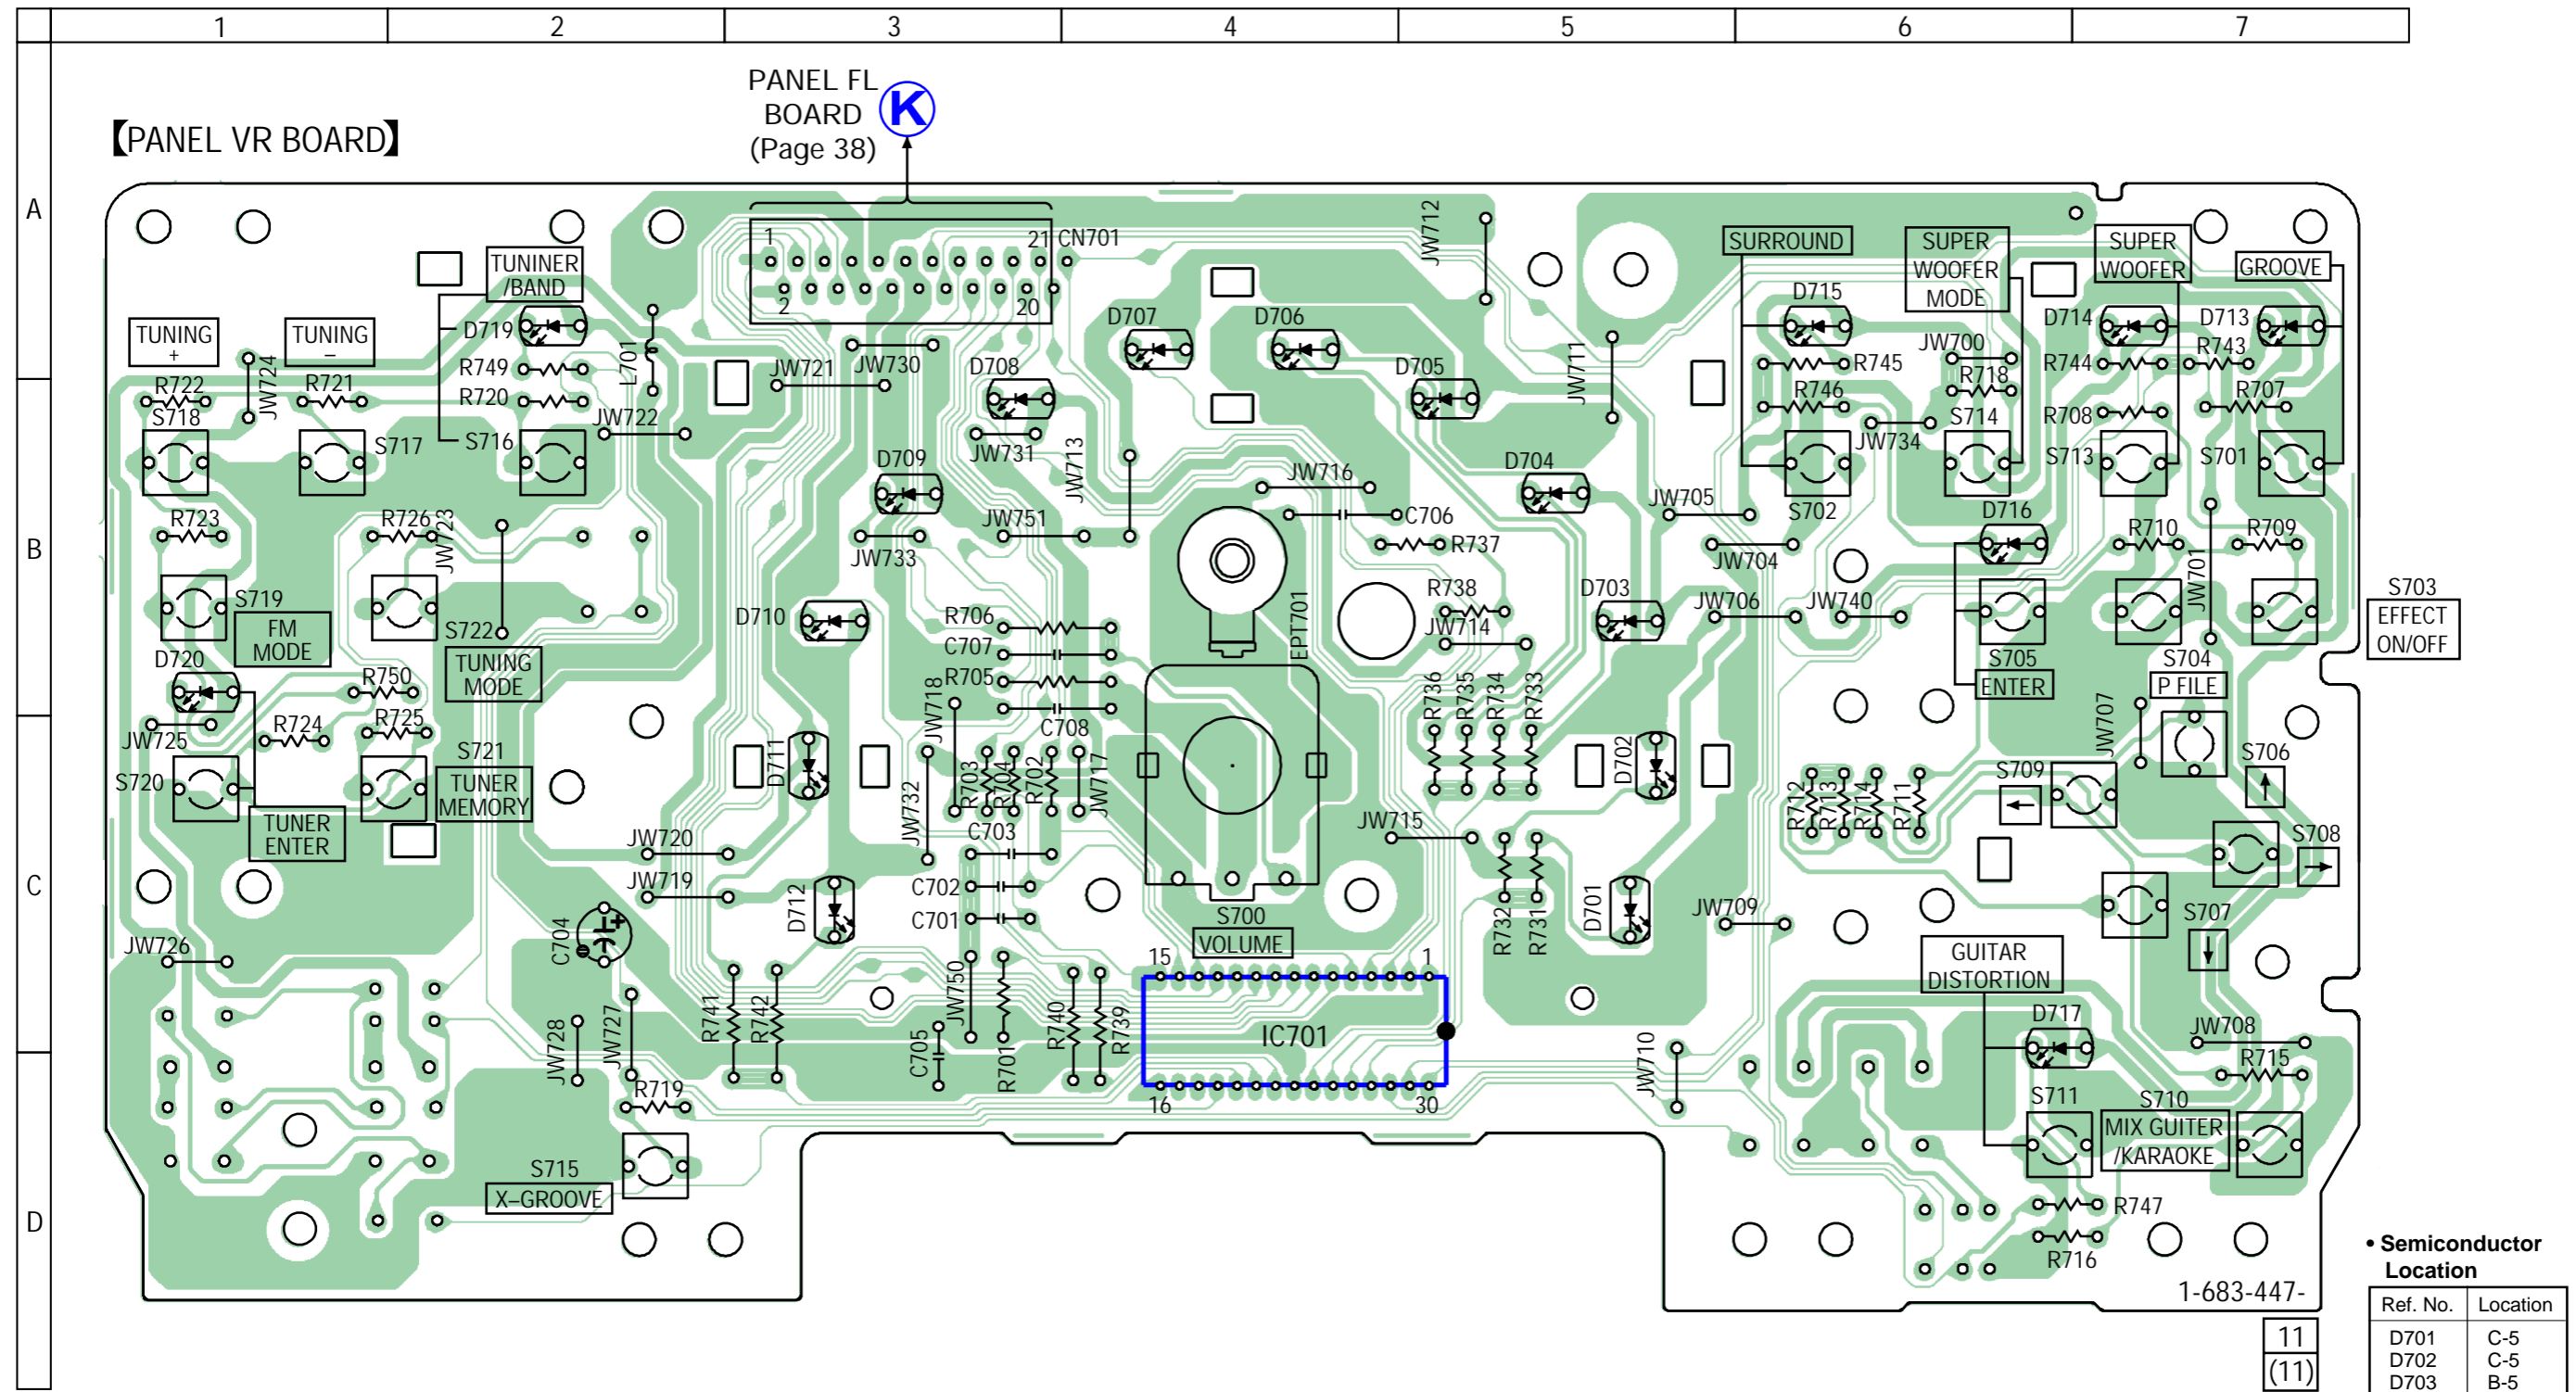 1 2 3 4 5 6 7
PANEL FL
BOARD
(Page 38)
K
【PANEL VR BOARD】
A
B
C
D
1 21 CN701
2 20
JW712
SURROUND
SUPER
WOOFER
MODE
SUPER
WOOFER
GROOVE
TUNINER
/BAND
TUNING
+
TUNING
–
D719
L701
D707
D706
D715
D714
D713
JW724
R749
JW721
JW730
D708
D705
JW711
R745
JW700
R744
R743
R722
R721
R720
R746
R718
R707
S718
S717
S716
JW722
JW731
JW713
R708
S714
JW734
S713
S701
D709
JW716
D704
JW705
S702
D716
R723
R726
JW723
JW733
JW751
C706
R737
JW704
R710
JW701
R709
S719
FM
MODE
S722
TUNING
MODE
D710
R706
C707
R705
EPT701
R738
JW714
D703
JW706
JW740
S703
EFFECT
ON/OFF
D720
R750
JW718
C708
R736
R735
R734
R733
S705
ENTER
S704
P FILE
JW707
JW725
R724
R725
S720
S721
TUNER
MEMORY
TUNER
ENTER
D711
JW732
R703
R704
R702
JW717
D702
R712
R713
R714
R711
S709
←
S706
↑
JW720
C703
JW715
S708
→
JW719
D712
C702
C701
S700
VOLUME
R732
R731
D701
JW709
S707
↓
JW726
C704
+
GUITAR
DISTORTION
15 1
JW728
JW727
R741
R742
C705
JW750
R701
R740
R739
IC701
16 30
JW710
D717
JW708
R715
R719
S711
S710
MIX GUITER
/KARAOKE
S715
X–GROOVE
R747
R716
1-683-447-
11
(11)
• Semiconductor
Location
Ref. No. Location
D701 C-5
D702 C-5
D703 B-5